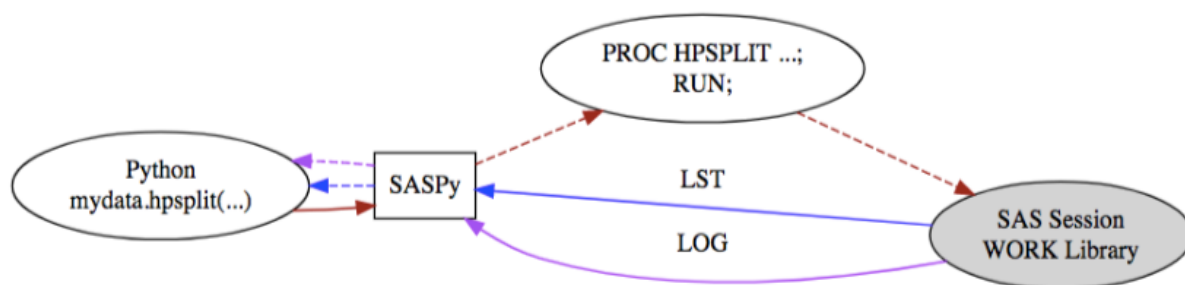 PROC HPSPLIT ...;
RUN;
Python
mydata.hpsplit(...)
SASPy
LST
LOG
SAS Session
WORK Library